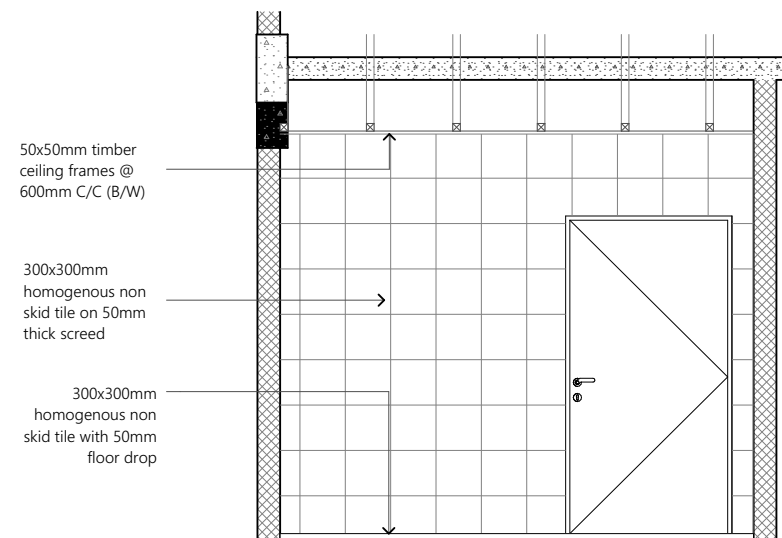 50x50mm timber
ceiling frames @
600mm C/C (B/W)
300x300mm
homogenous non
skid tile on 50mm
thick screed
300x300mm
homogenous non
skid tile with 50mm
floor drop